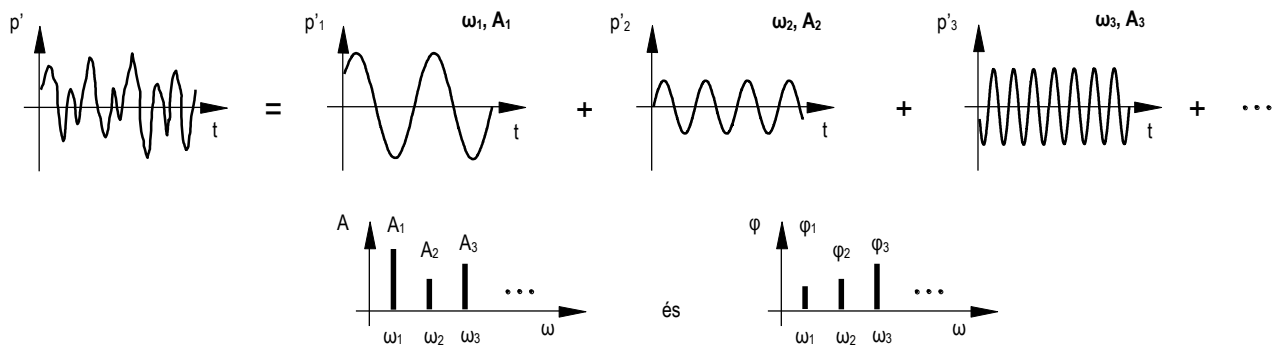 p’ p’₁ ω₁, A₁ p’₂ ω₂, A₂ p’₃ ω₃, A₃
= + + + ...
t t t t
A A₁ A₂ A₃ ... φ φ₁ φ₂ φ₃ ...
és
ω₁ ω₂ ω₃ ω ω₁ ω₂ ω₃ ω